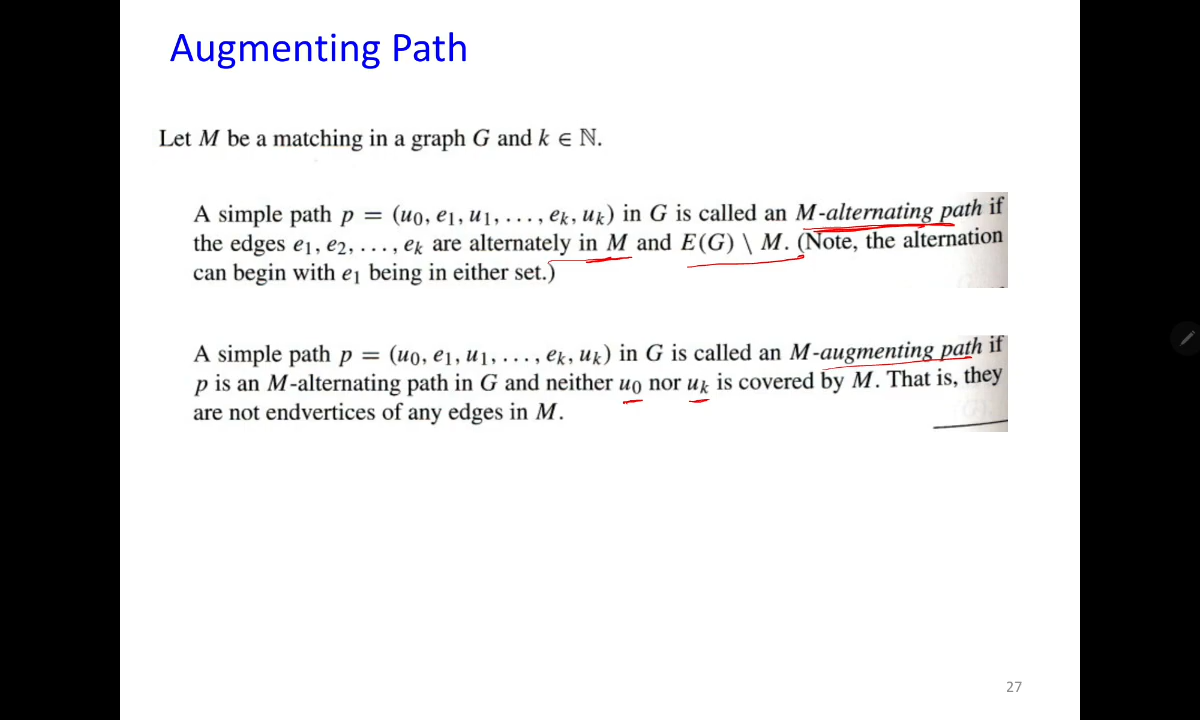 Augmenting Path
Let M be a matching in a graph G and k ∈ ℕ.
A simple path p = (u₀, e₁, u₁, . . . , eₖ, uₖ) in G is called an M-alternating path if
the edges e₁, e₂, . . . , eₖ are alternately in M and E(G) \ M. (Note, the alternation
can begin with e₁ being in either set.)
A simple path p = (u₀, e₁, u₁, . . . , eₖ, uₖ) in G is called an M-augmenting path if
p is an M-alternating path in G and neither u₀ nor uₖ is covered by M. That is, they
are not endvertices of any edges in M.
27